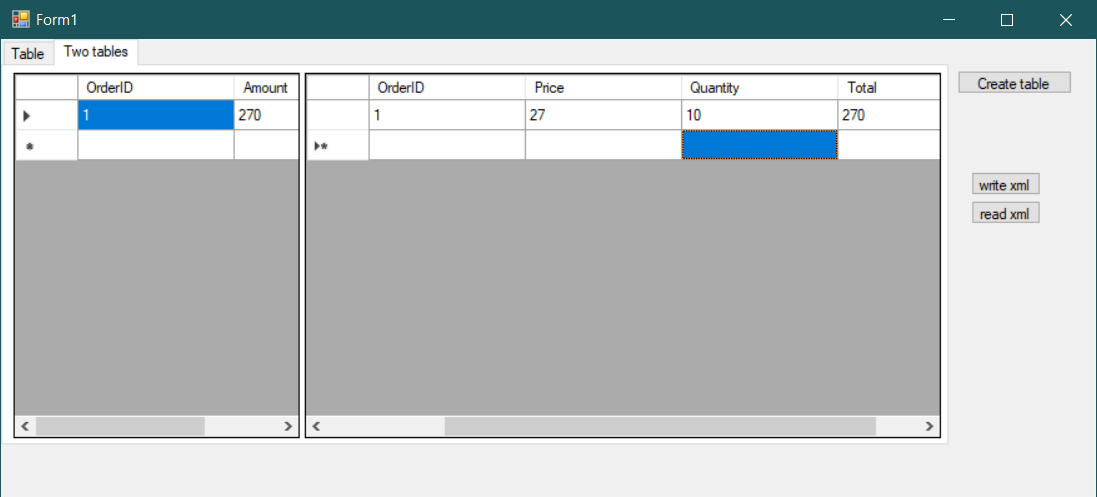 Form1
Table Two tables
OrderID Amount OrderID Price Quantity Total Create table
1 270 1 27 10 270
write xml
read xml